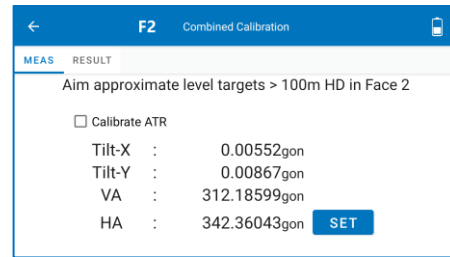 F2 Combined Calibration
MEAS RESULT
Aim approximate level targets > 100m HD in Face 2
Calibrate ATR
Tilt-X : 0.00552gon
Tilt-Y : 0.00867gon
VA : 312.18599gon
HA : 342.36043gon SET